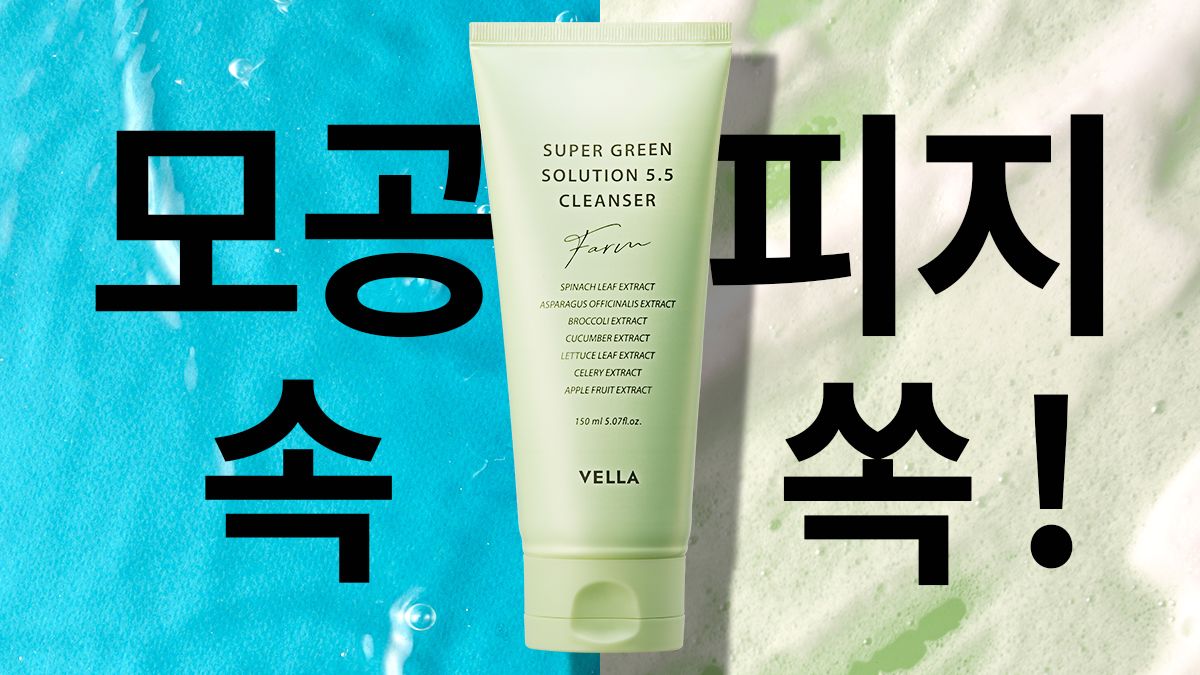 모공 피지
속 쏙!
SUPER GREEN
SOLUTION 5.5
CLEANSER
Farm
SPINACH LEAF EXTRACT
ASPARAGUS OFFICINALIS EXTRACT
BROCCOLI EXTRACT
CUCUMBER EXTRACT
LETTUCE LEAF EXTRACT
CELERY EXTRACT
APPLE FRUIT EXTRACT
150 ml 5.07fl.oz.
VELLA